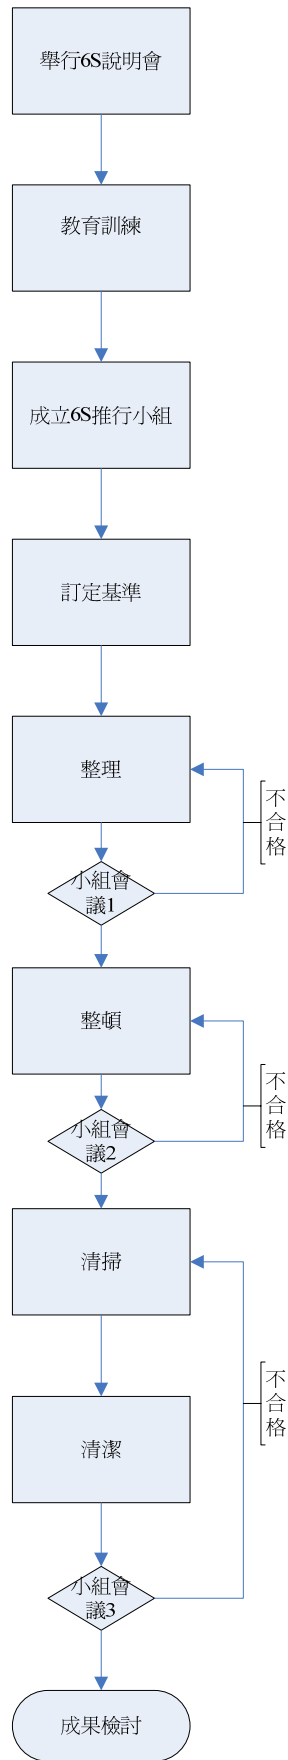 舉行6S說明會
教育訓練
成立6S推行小組
訂定基準
整理
不
合
格
小組會
議1
整頓
不
合
格
小組會
議2
清掃
不
合
格
清潔
小組會
議3
成果檢討